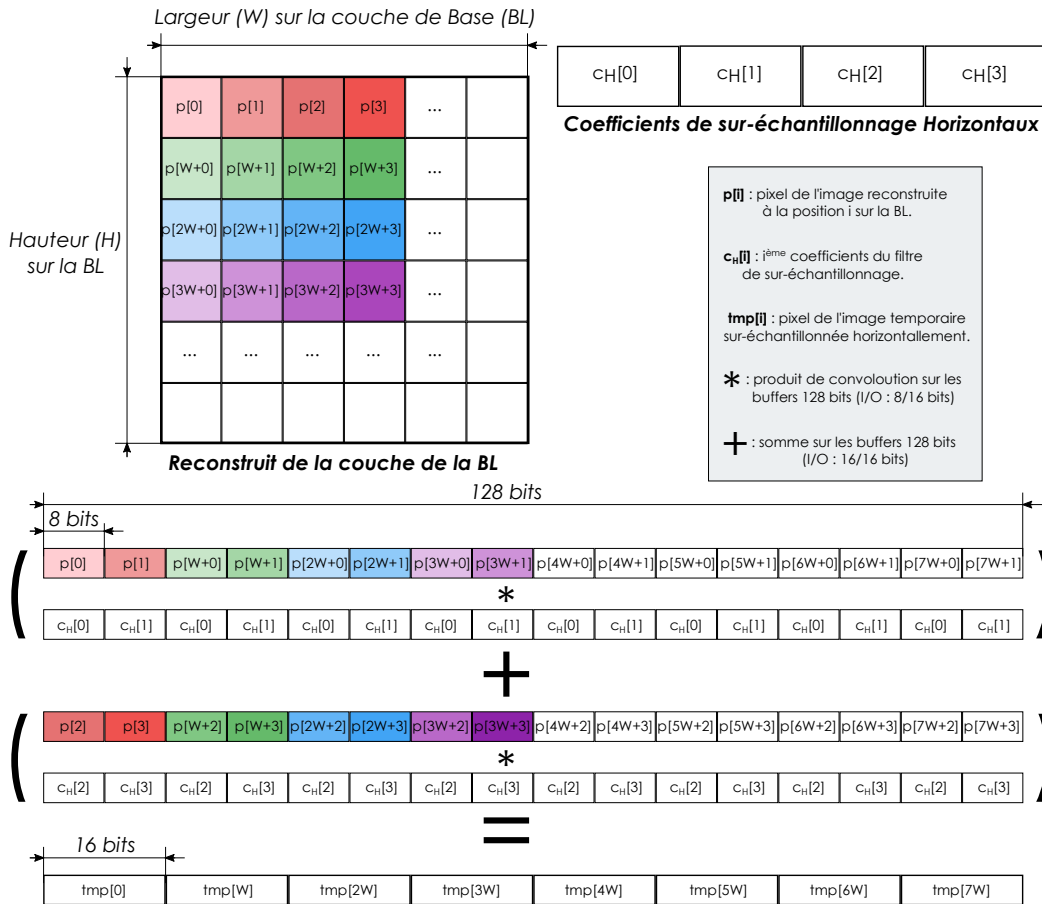 Largeur (W) sur la couche de Base (BL)
cH[0] cH[1] cH[2] cH[3]
Coefficients de sur-échantillonnage Horizontaux
Hauteur (H)
sur la BL
p[0] p[1] p[2] p[3] ...
p[W+0] p[W+1] p[W+2] p[W+3] ...
p[2W+0] p[2W+1] p[2W+2] p[2W+3] ...
p[3W+0] p[3W+1] p[3W+2] p[3W+3] ...
... ... ... ... ...
Reconstruit de la couche de la BL
p[i] : pixel de l'image reconstruite
à la position i sur la BL.
cH[i] : ième coefficients du filtre
de sur-échantillonnage.
tmp[i] : pixel de l'image temporaire
sur-échantillonnée horizontallement.
* : produit de convoloution sur les
buffers 128 bits (I/O : 8/16 bits)
+ : somme sur les buffers 128 bits
(I/O : 16/16 bits)
128 bits
8 bits
( p[0] p[1] p[W+0] p[W+1] p[2W+0] p[2W+1] p[3W+0] p[3W+1] p[4W+0] p[4W+1] p[5W+0] p[5W+1] p[6W+0] p[6W+1] p[7W+0] p[7W+1] )
*
cH[0] cH[1] cH[0] cH[1] cH[0] cH[1] cH[0] cH[1] cH[0] cH[1] cH[0] cH[1] cH[0] cH[1] cH[0] cH[1]
+
( p[2] p[3] p[W+2] p[W+3] p[2W+2] p[2W+3] p[3W+2] p[3W+3] p[4W+2] p[4W+3] p[5W+2] p[5W+3] p[6W+2] p[6W+3] p[7W+2] p[7W+3] )
*
cH[2] cH[3] cH[2] cH[3] cH[2] cH[3] cH[2] cH[3] cH[2] cH[3] cH[2] cH[3] cH[2] cH[3] cH[2] cH[3]
=
16 bits
tmp[0] tmp[W] tmp[2W] tmp[3W] tmp[4W] tmp[5W] tmp[6W] tmp[7W]